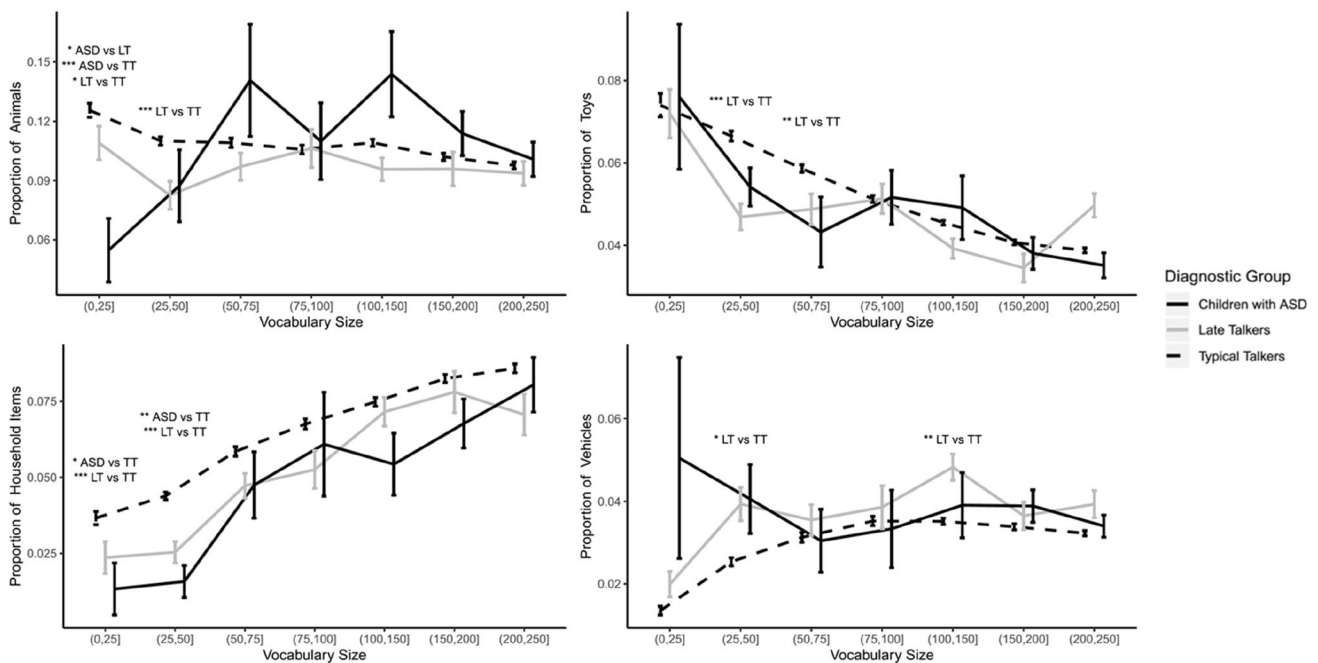 Proportion of Animals
0.15
0.12
0.09
0.06
* ASD vs LT
*** ASD vs TT
* LT vs TT
*** LT vs TT
(0,25] (25,50] (50,75] (75,100] (100,150] (150,200] (200,250]
Vocabulary Size
Proportion of Toys
0.08
0.06
0.04
*** LT vs TT
** LT vs TT
(0,25] (25,50] (50,75] (75,100] (100,150] (150,200] (200,250]
Vocabulary Size
Proportion of Household Items
0.075
0.050
0.025
** ASD vs TT
*** LT vs TT
* ASD vs TT
*** LT vs TT
(0,25] (25,50] (50,75] (75,100] (100,150] (150,200] (200,250]
Vocabulary Size
Proportion of Vehicles
0.06
0.04
0.02
* LT vs TT
** LT vs TT
(0,25] (25,50] (50,75] (75,100] (100,150] (150,200] (200,250]
Vocabulary Size
Diagnostic Group
Children with ASD
Late Talkers
Typical Talkers